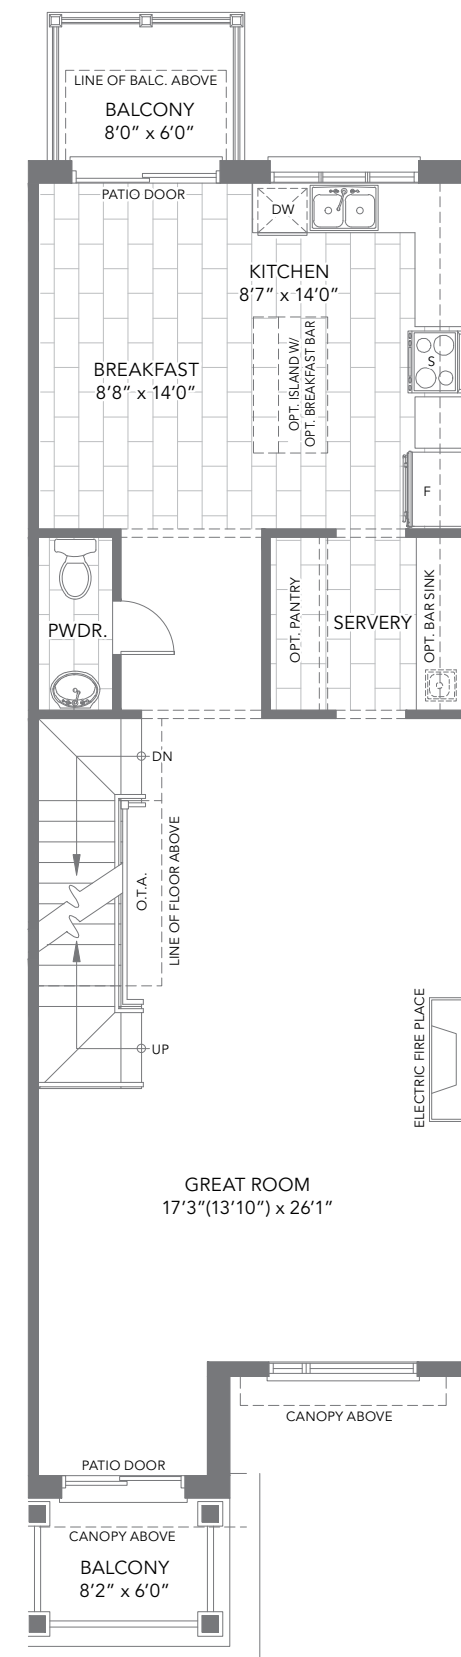 LINE OF BALC. ABOVE
BALCONY
8'0" x 6'0"
PATIO DOOR
DW
KITCHEN
8'7" x 14'0"
OPT. ISLAND W/
OPT. BREAKFAST BAR
S
BREAKFAST
8'8" x 14'0"
F
PWDR.
OPT. PANTRY
SERVERY
OPT. BAR SINK
DN
O.T.A.
LINE OF FLOOR ABOVE
UP
ELECTRIC FIRE PLACE
GREAT ROOM
17'3"(13'10") x 26'1"
CANOPY ABOVE
PATIO DOOR
CANOPY ABOVE
BALCONY
8'2" x 6'0"